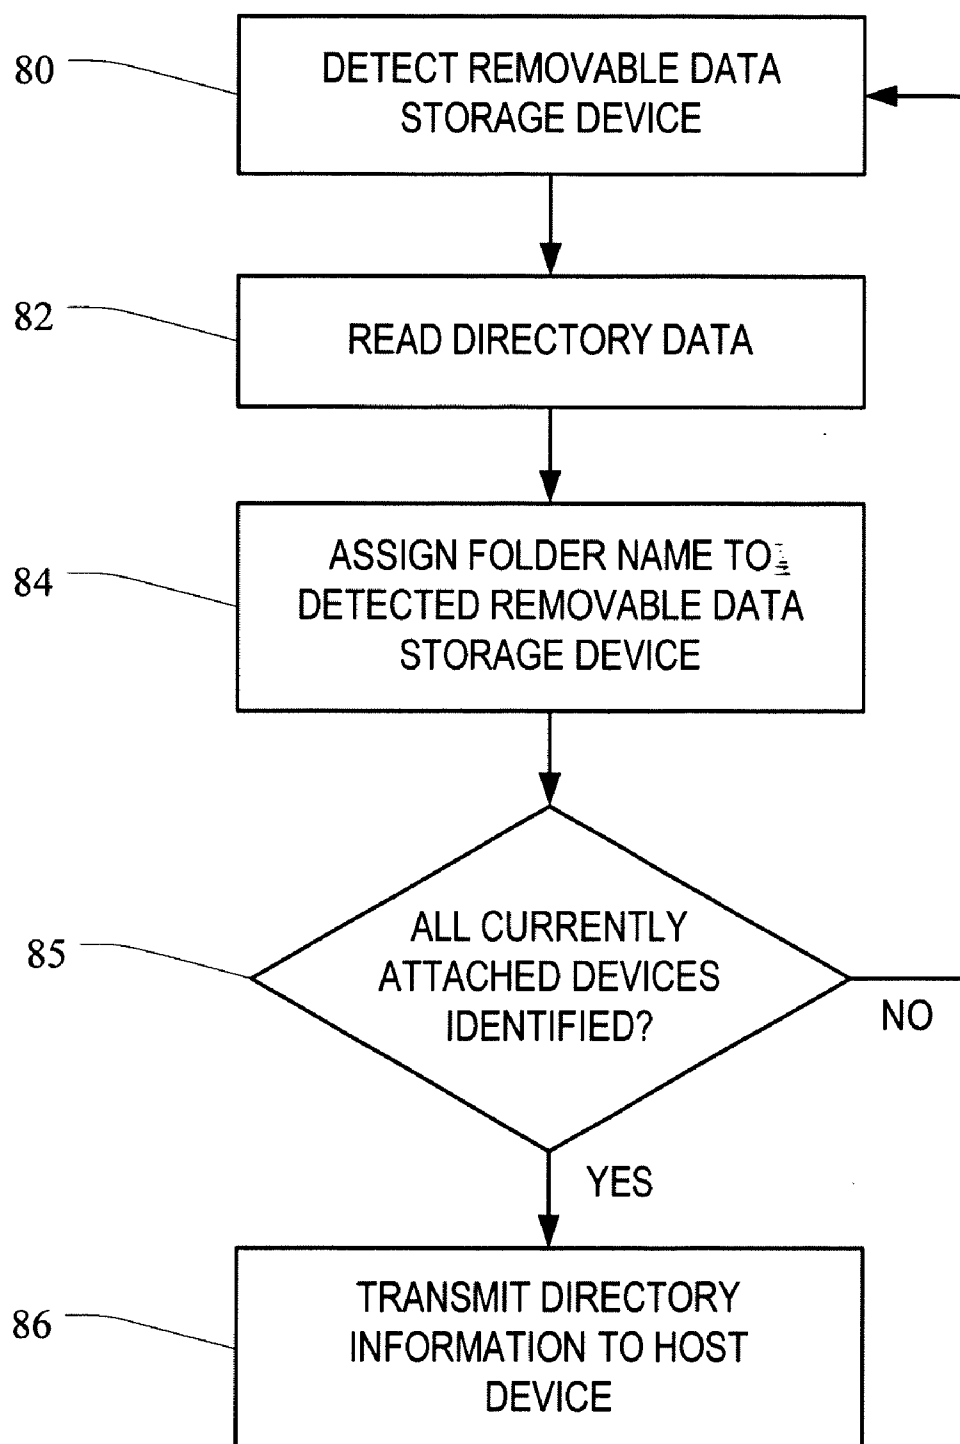 80
DETECT REMOVABLE DATA
STORAGE DEVICE
82
READ DIRECTORY DATA
84
ASSIGN FOLDER NAME TO
DETECTED REMOVABLE DATA
STORAGE DEVICE
85
ALL CURRENTLY
ATTACHED DEVICES
IDENTIFIED?
NO
YES
86
TRANSMIT DIRECTORY
INFORMATION TO HOST
DEVICE